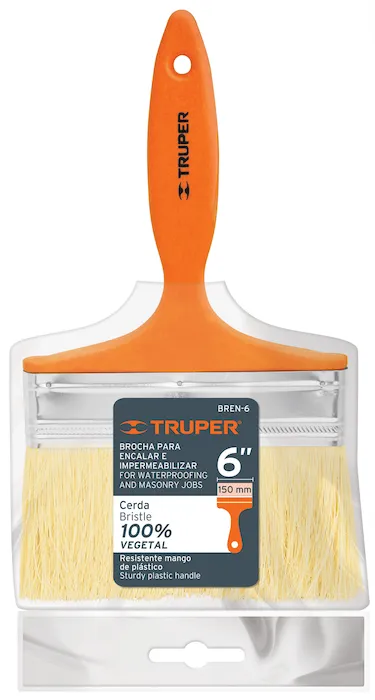 TRUPER
BREN-6
TRUPER®
BROCHA PARA
ENCALAR E
IMPERMEABILIZAR
FOR WATERPROOFING
AND MASONRY JOBS
6"
150 mm
Cerda
Bristle
100%
VEGETAL
Resistente mango
de plástico
Sturdy plastic handle